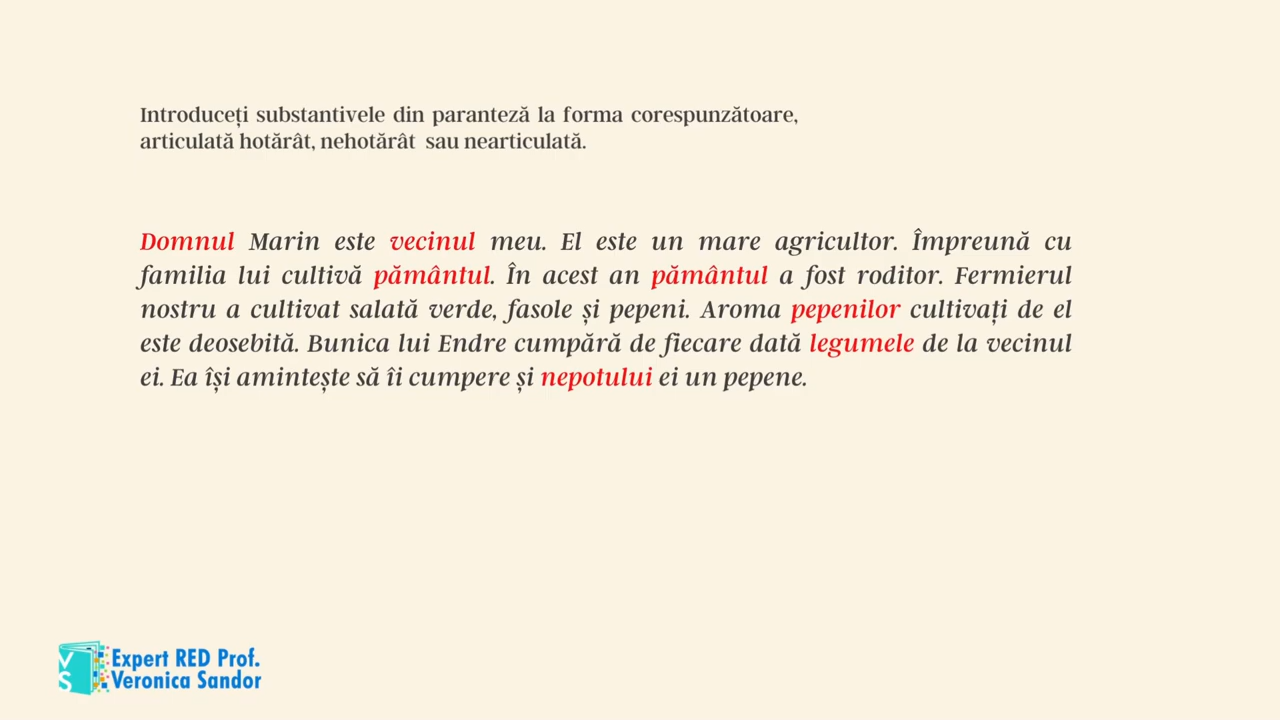 Introduceți substantivele din paranteză la forma corespunzătoare,
articulată hotărât, nehotărât sau nearticulată.
Domnul Marin este vecinul meu. El este un mare agricultor. Împreună cu
familia lui cultivă pământul. În acest an pământul a fost roditor. Fermierul
nostru a cultivat salată verde, fasole și pepeni. Aroma pepenilor cultivați de el
este deosebită. Bunica lui Endre cumpără de fiecare dată legumele de la vecinul
ei. Ea își amintește să îi cumpere și nepotului ei un pepene.
VS
Expert RED Prof.
Veronica Sandor